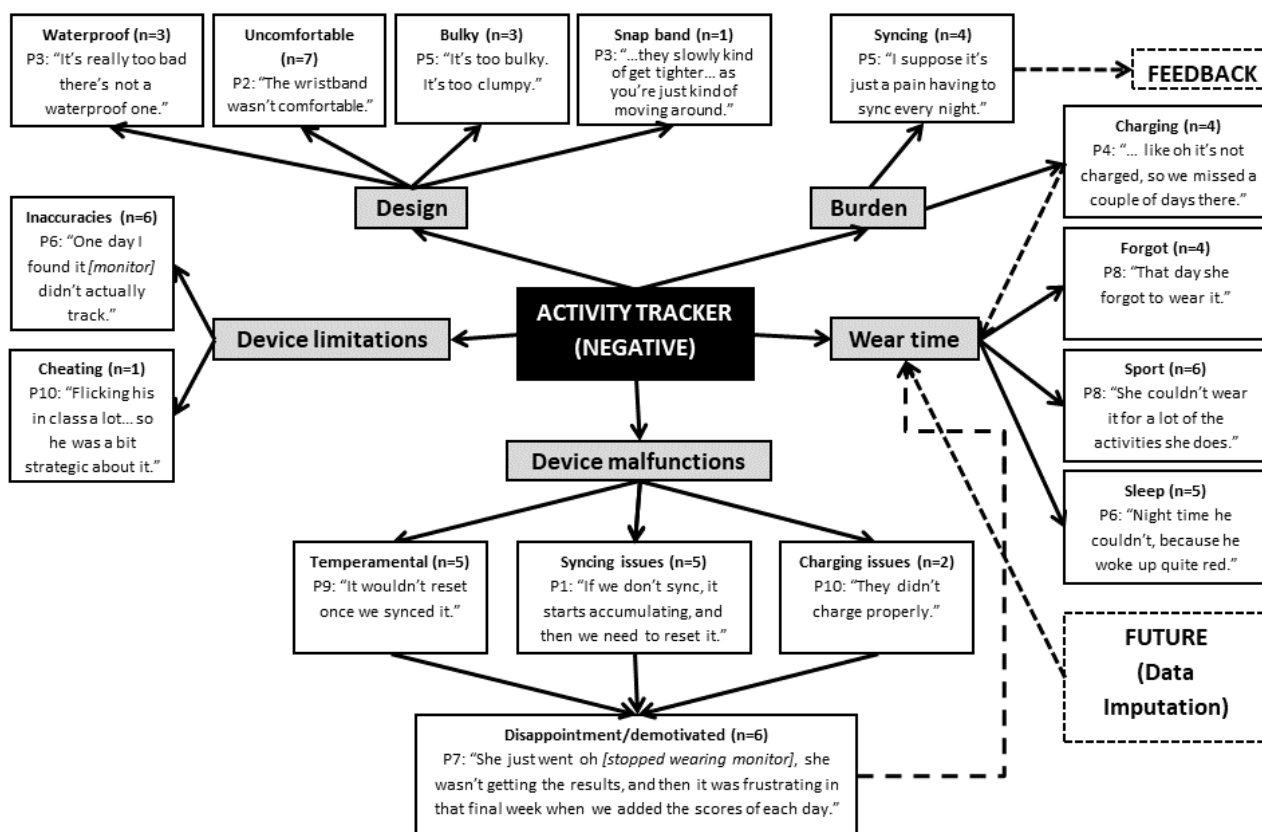 Waterproof (n=3)
P3: “It’s really too bad
there’s not a
waterproof one.”
Uncomfortable
(n=7)
P2: “The wristband
wasn’t comfortable.”
Bulky (n=3)
P5: “It’s too bulky.
It’s too clumpy.”
Snap band (n=1)
P3: “…they slowly kind
of get tighter… as
you’re just kind of
moving around.”
Syncing (n=4)
P5: “I suppose it’s
just a pain having to
sync every night.”
FEEDBACK
Charging (n=4)
P4: “… like oh it’s not
charged, so we missed a
couple of days there.”
Design
Burden
Inaccuracies (n=6)
P6: “One day I
found it [monitor]
didn’t actually
track.”
Forgot (n=4)
P8: “That day she
forgot to wear it.”
ACTIVITY TRACKER
(NEGATIVE)
Device limitations
Wear time
Cheating (n=1)
P10: “Flicking his
in class a lot… so
he was a bit
strategic about it.”
Sport (n=6)
P8: “She couldn’t wear
it for a lot of the
activities she does.”
Device malfunctions
Sleep (n=5)
P6: “Night time he
couldn’t, because he
woke up quite red.”
Temperamental (n=5)
P9: “It wouldn’t reset
once we synced it.”
Syncing issues (n=5)
P1: “If we don’t sync, it
starts accumulating, and
then we need to reset it.”
Charging issues (n=2)
P10: “They didn’t
charge properly.”
FUTURE
(Data
Imputation)
Disappointment/demotivated (n=6)
P7: “She just went oh [stopped wearing monitor], she
wasn’t getting the results, and then it was frustrating in
that final week when we added the scores of each day.”